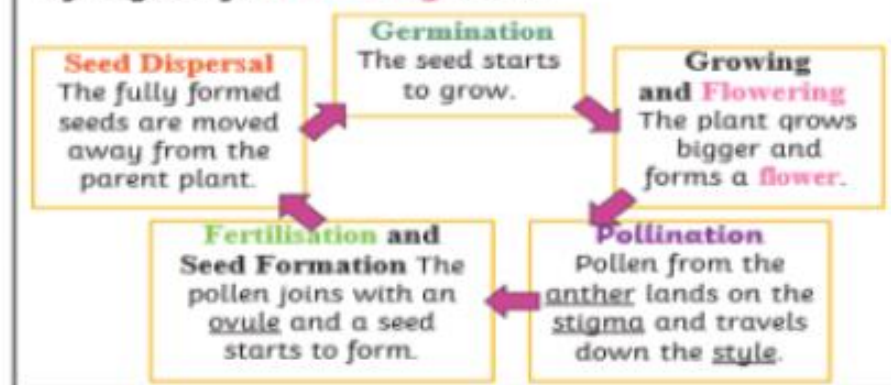 Germination
The seed starts
to grow.
Growing
and Flowering
The plant grows
bigger and
forms a flower.
Pollination
Pollen from the
anther lands on the
stigma and travels
down the style.
Fertilisation and
Seed Formation The
pollen joins with an
ovule and a seed
starts to form.
Seed Dispersal
The fully formed
seeds are moved
away from the
parent plant.